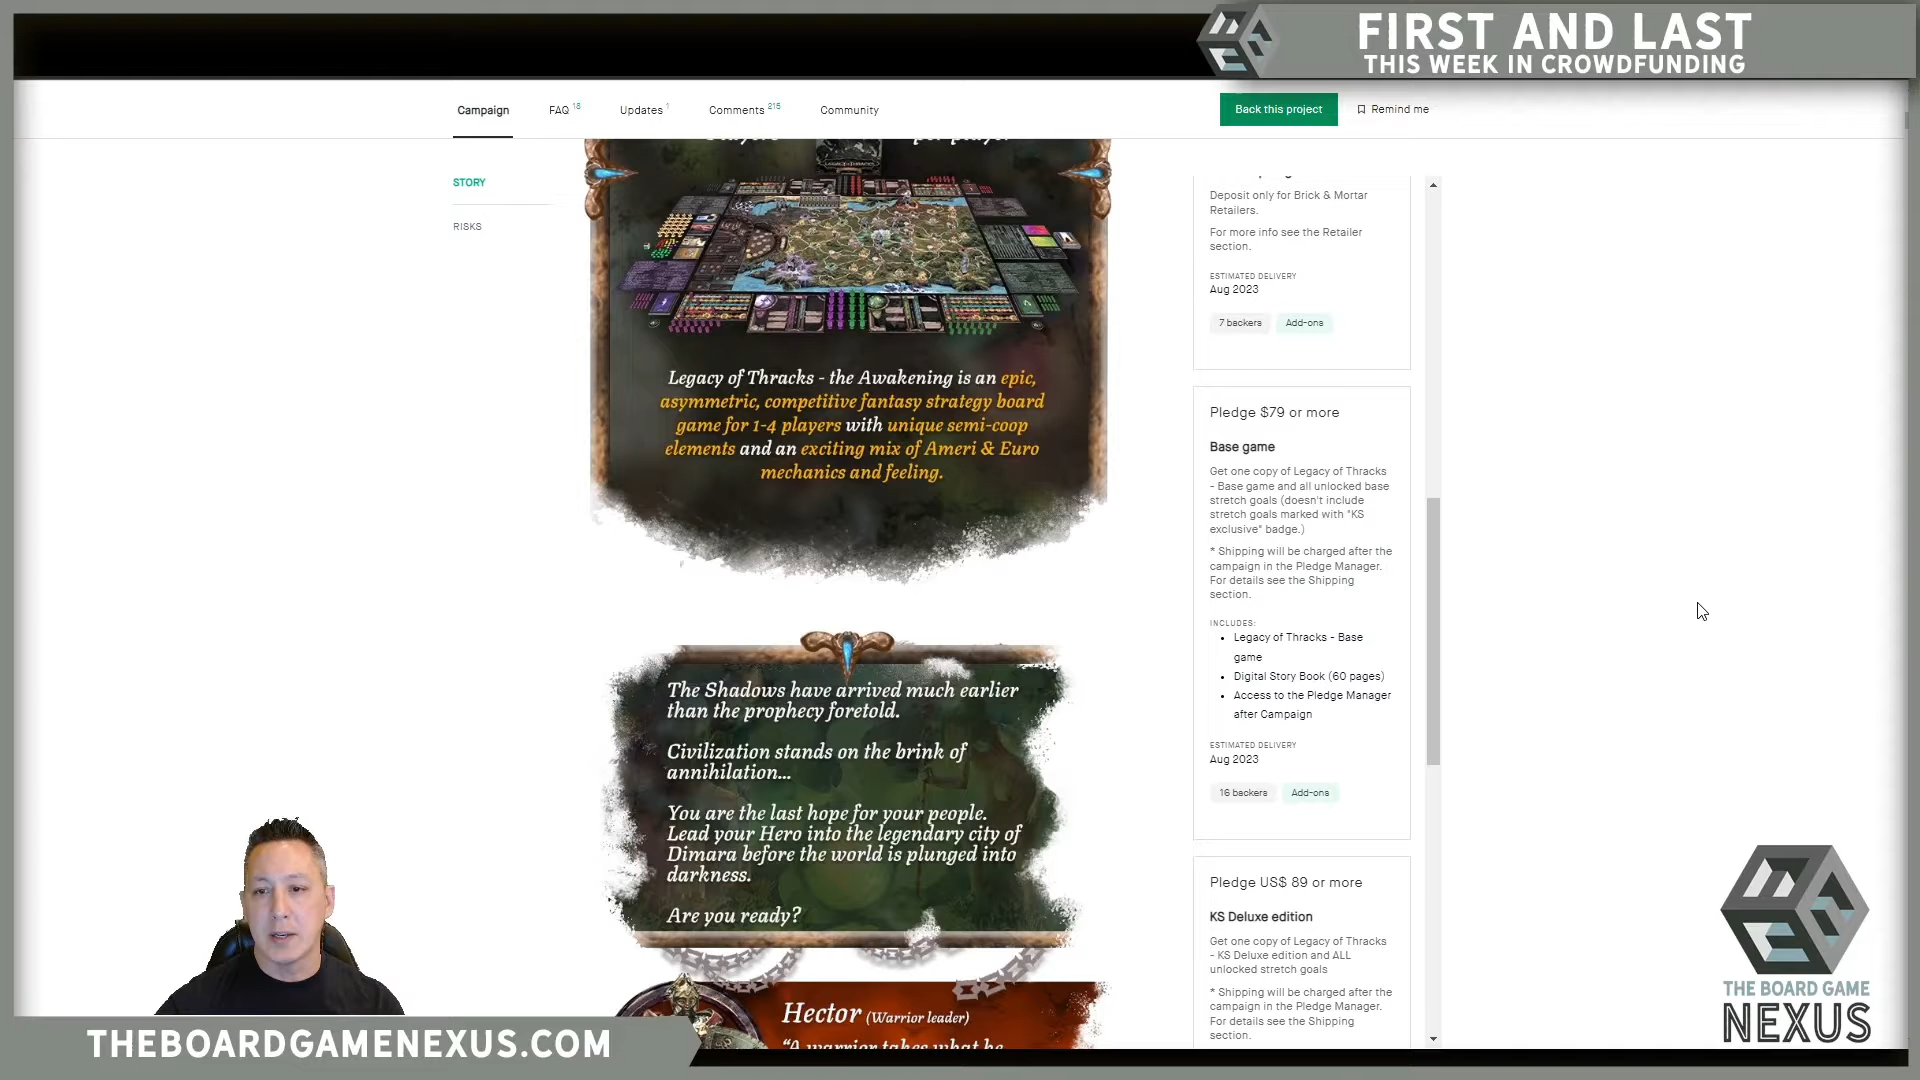 FIRST AND LAST
THIS WEEK IN CROWDFUNDING
Campaign
FAQ 18
Updates 1
Comments 215
Community
Back this project
Remind me
STORY
RISKS
Legacy of Thracks - the Awakening is an epic,
asymmetric, competitive fantasy strategy board
game for 1-4 players with unique semi-coop
elements and an exciting mix of Ameri & Euro
mechanics and feeling.
The Shadows have arrived much earlier
than the prophecy foretold.
Civilization stands on the brink of
annihilation...
You are the last hope for your people.
Lead your Hero into the legendary city of
Dimara before the world is plunged into
darkness.
Are you ready?
Hector (Warrior leader)
"A warrior takes what he
Deposit only for Brick & Mortar
Retailers.
For more info see the Retailer
section.
ESTIMATED DELIVERY
Aug 2023
7 backers
Add-ons
Pledge $79 or more
Base game
Get one copy of Legacy of Thracks
- Base game and all unlocked base
stretch goals (doesn't include
stretch goals marked with "KS
exclusive" badge.)
* Shipping will be charged after the
campaign in the Pledge Manager.
For details see the Shipping
section.
INCLUDES:
• Legacy of Thracks - Base
game
• Digital Story Book (60 pages)
• Access to the Pledge Manager
after Campaign
ESTIMATED DELIVERY
Aug 2023
16 backers
Add-ons
Pledge US$ 89 or more
KS Deluxe edition
Get one copy of Legacy of Thracks
- KS Deluxe edition and ALL
unlocked stretch goals
* Shipping will be charged after the
campaign in the Pledge Manager.
For details see the Shipping
section.
THE BOARD GAME
NEXUS
THEBOARDGAMENEXUS.COM